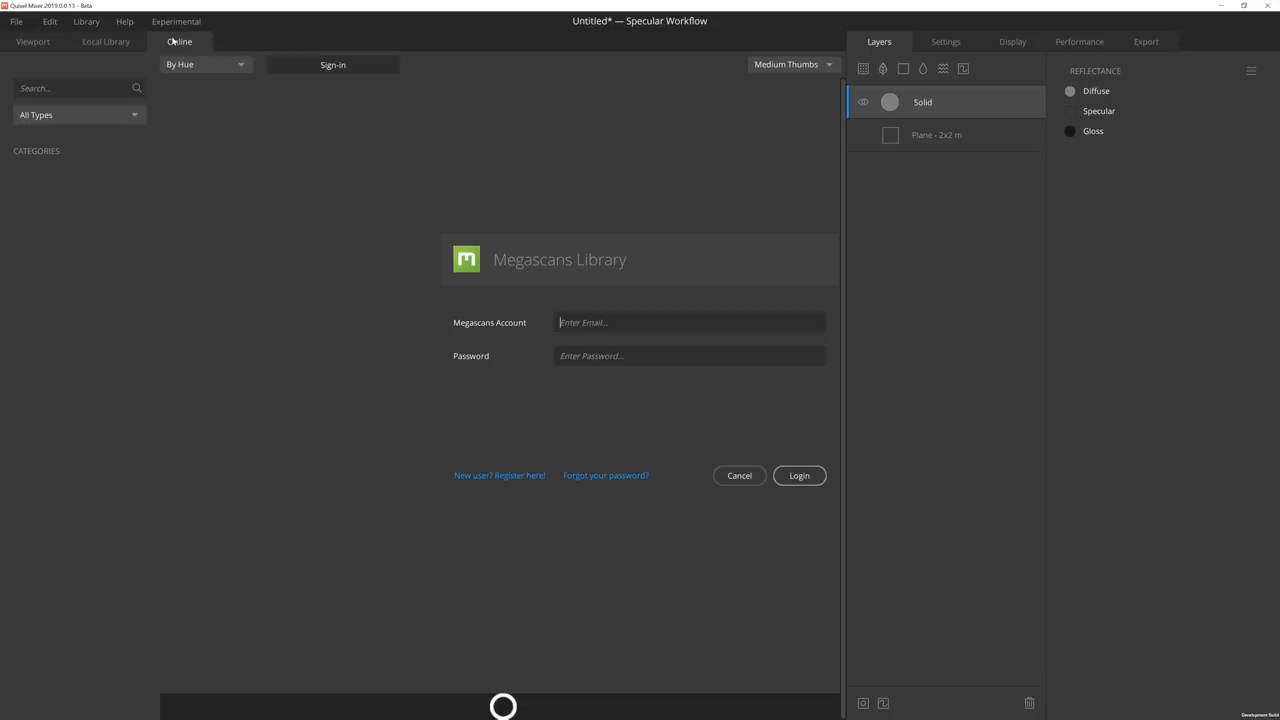 Quixel Mixer 2019.0.0.13 - Beta
File Edit Library Help Experimental
Untitled* — Specular Workflow
Viewport Local Library Online
Layers Settings Display Performance Export
By Hue Sign-in Medium Thumbs
Search...
All Types
CATEGORIES
m Megascans Library
Megascans Account Enter Email...
Password Enter Password...
New user? Register here! Forgot your password? Cancel Login
Solid
Plane - 2x2 m
REFLECTANCE
Diffuse
Specular
Gloss
Development Build